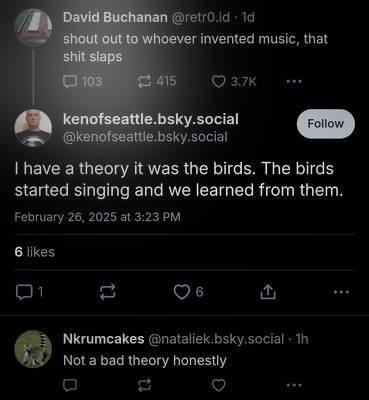 David Buchanan @retr0.id · 1d
shout out to whoever invented music, that
shit slaps
103 415 3.7K
kenofseattle.bsky.social
@kenofseattle.bsky.social
Follow
I have a theory it was the birds. The birds
started singing and we learned from them.
February 26, 2025 at 3:23 PM
6 likes
1 6
Nkrumcakes @nataliek.bsky.social · 1h
Not a bad theory honestly